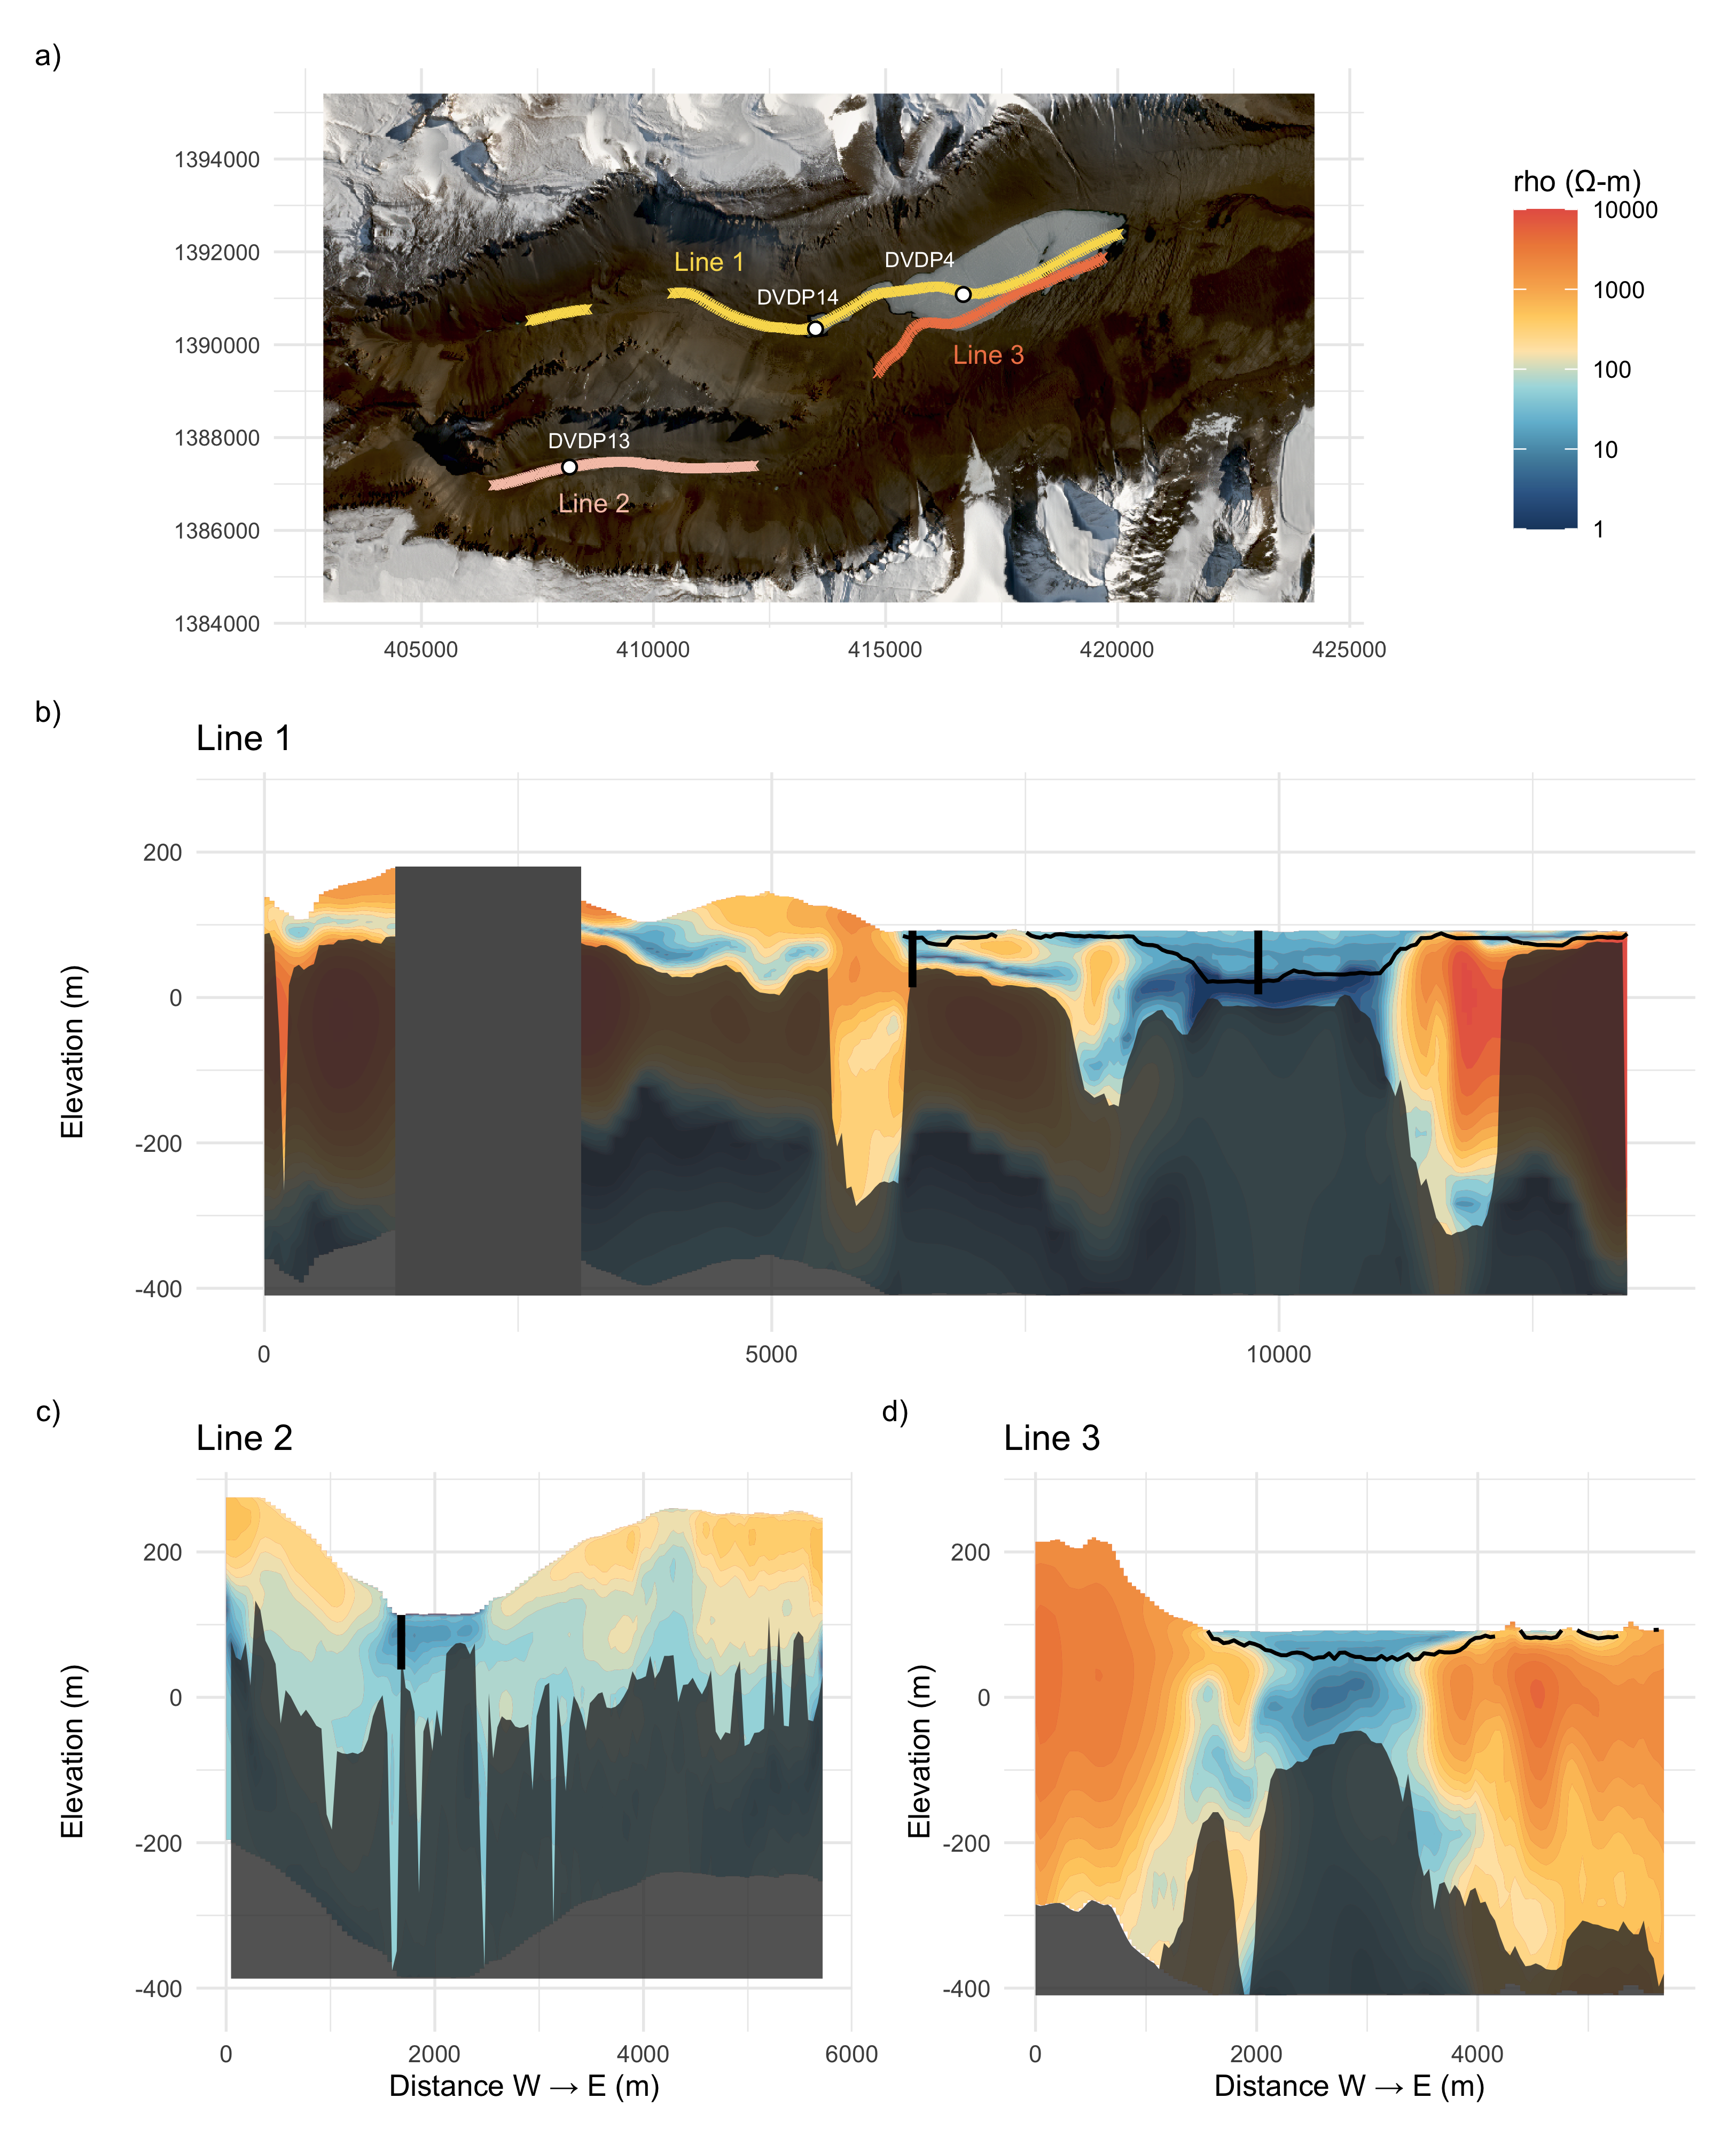 a)
1394000
1392000
1390000
1388000
1386000
1384000
405000 410000 415000 420000 425000
Line 1
DVDP4
DVDP14
Line 3
DVDP13
Line 2
rho (Ω-m)
10000
1000
100
10
1
b)
Line 1
Elevation (m)
200
0
-200
-400
0 5000 10000
c)
Line 2
Elevation (m)
200
0
-200
-400
0 2000 4000 6000
Distance W → E (m)
d)
Line 3
Elevation (m)
200
0
-200
-400
0 2000 4000
Distance W → E (m)